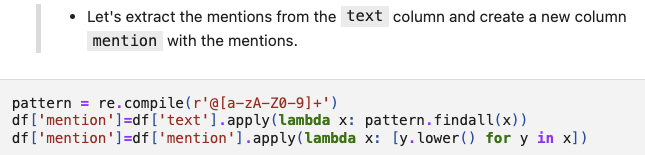 • Let's extract the mentions from the text column and create a new column
mention with the mentions.
pattern = re.compile(r'@[a-zA-Z0-9]+')
df['mention']=df['text'].apply(lambda x: pattern.findall(x))
df['mention']=df['mention'].apply(lambda x: [y.lower() for y in x])